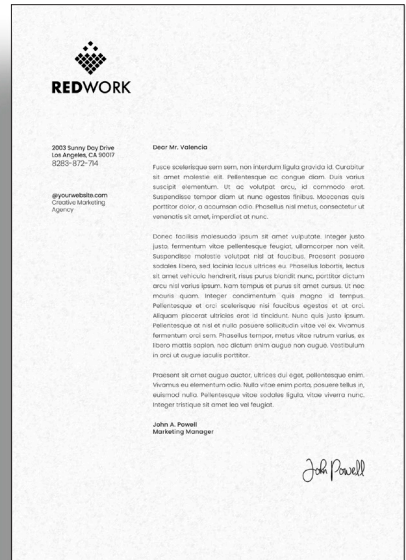 REDWORK
2003 Sunny Day Drive
Los Angeles, CA 90017
8283-872-714
@yourwebsite.com
Creative Marketing
Agency
Dear Mr. Valencia
Fusce scelerisque sem sem, non interdum ligula gravida id. Curabitur
sit amet molestie elit. Pellentesque ac congue diam. Duis varius
suscipit elementum. Ut ac volutpat arcu, id commodo erat.
Suspendisse tempor diam ut nunc egestas finibus. Maecenas quis
porttitor dolor, a accumsan odio. Phasellus nisl metus, consectetur ut
venenatis sit amet, imperdiet at nunc.
Donec facilisis malesuada ipsum sit amet vulputate. Integer justo
justo, fermentum vitae pellentesque feugiat, ullamcorper non velit.
Suspendisse molestie volutpat nisl at faucibus. Praesent posuere
sodales libero, sed lacinia lacus ultrices eu. Phasellus lobortis, lectus
sit amet vehicula hendrerit, risus purus blandit nunc, porttitor dictum
arcu nisl varius ipsum. Nam tempus et purus sit amet cursus. Ut nec
mauris quam. Integer condimentum quis magna id tempus.
Pellentesque et orci scelerisque nisi faucibus egestas et at orci.
Aliquam placerat ultricies erat id tincidunt. Nunc quis justo ipsum.
Pellentesque at nisl et nulla posuere sollicitudin vitae vel ex. Vivamus
fermentum orci sem. Phasellus tempor, metus vitae rutrum varius, ex
libero mattis sapien, nec dictum enim augue non augue. Vestibulum
in orci ut augue iaculis porttitor.
Praesent sit amet augue auctor, ultrices dui eget, pellentesque enim.
Vivamus eu elementum odio. Nulla vitae enim porta, posuere tellus in,
euismod nulla. Pellentesque vitae sodales ligula, vitae viverra nunc.
Integer tristique sit amet leo vel feugiat.
John A. Powell
Marketing Manager
John Powell